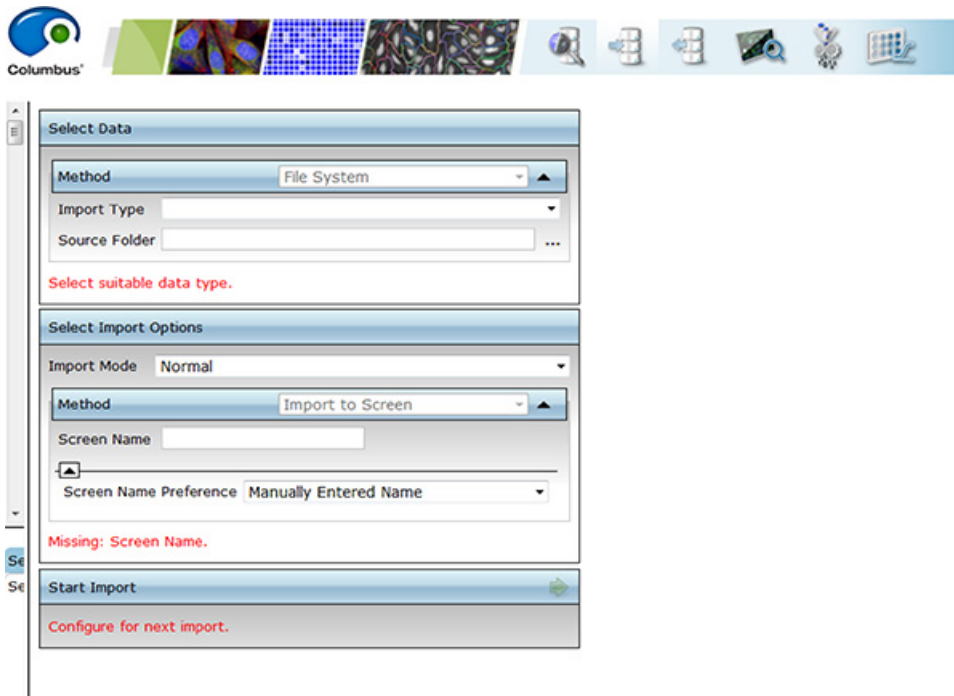 Columbus
Select Data
Method File System
Import Type
Source Folder ...
Select suitable data type.
Select Import Options
Import Mode Normal
Method Import to Screen
Screen Name
Screen Name Preference Manually Entered Name
Missing: Screen Name.
Se
Start Import
Se
Configure for next import.